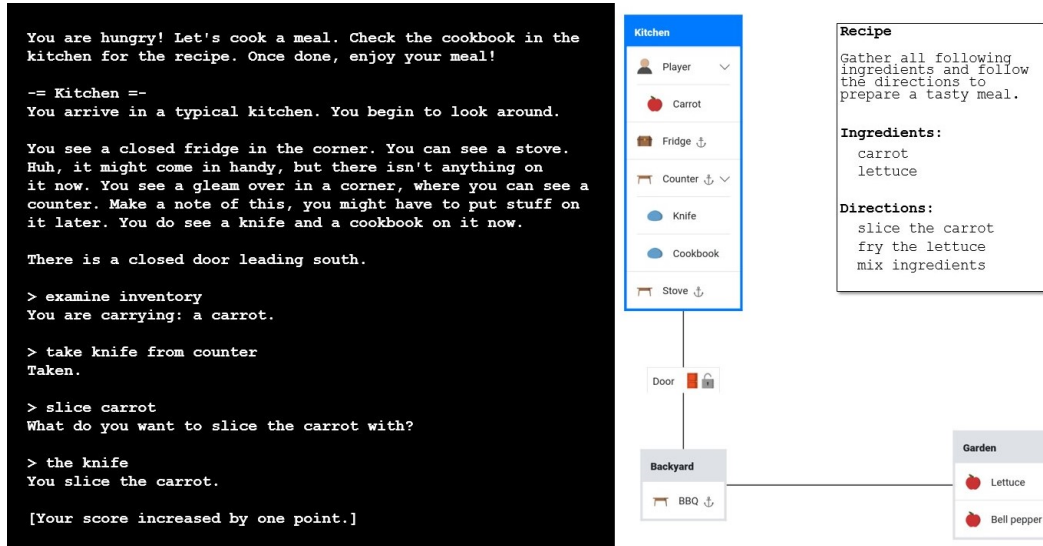 You are hungry! Let's cook a meal. Check the cookbook in the
kitchen for the recipe. Once done, enjoy your meal!
-= Kitchen =-
You arrive in a typical kitchen. You begin to look around.
You see a closed fridge in the corner. You can see a stove.
Huh, it might come in handy, but there isn't anything on
it now. You see a gleam over in a corner, where you can see a
counter. Make a note of this, you might have to put stuff on
it later. You do see a knife and a cookbook on it now.
There is a closed door leading south.
> examine inventory
You are carrying: a carrot.
> take knife from counter
Taken.
> slice carrot
What do you want to slice the carrot with?
> the knife
You slice the carrot.
[Your score increased by one point.]
Kitchen
Player
Carrot
Fridge
Counter
Knife
Cookbook
Stove
Door
Backyard
BBQ
Garden
Lettuce
Bell pepper
Recipe
Gather all following
ingredients and follow
the directions to
prepare a tasty meal.
Ingredients:
carrot
lettuce
Directions:
slice the carrot
fry the lettuce
mix ingredients